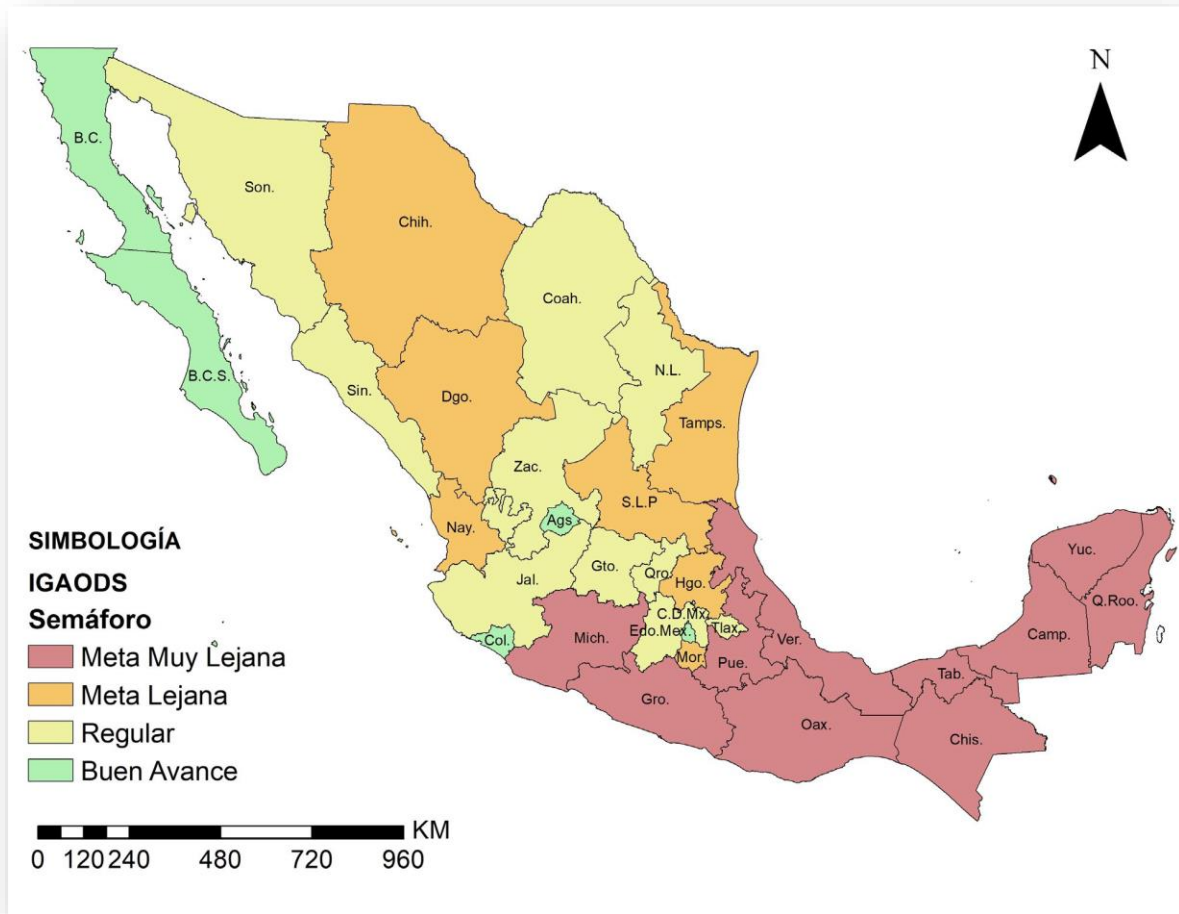 N
B.C.
Son.
Chih.
Coah.
B.C.S.
Sin.
Dgo.
N.L.
Tamps.
Zac.
S.L.P
Ags
Nay.
Jal.
Gto.
Qro.
Hgo.
C.D.Mx.
Edo.Mex.
Tlax.
Col.
Mich.
Mor.
Pue.
Ver.
Gro.
Oax.
Tab.
Chis.
Camp.
Yuc.
Q.Roo.
SIMBOLOGÍA
IGAODS
Semáforo
Meta Muy Lejana
Meta Lejana
Regular
Buen Avance
KM
0 120 240 480 720 960